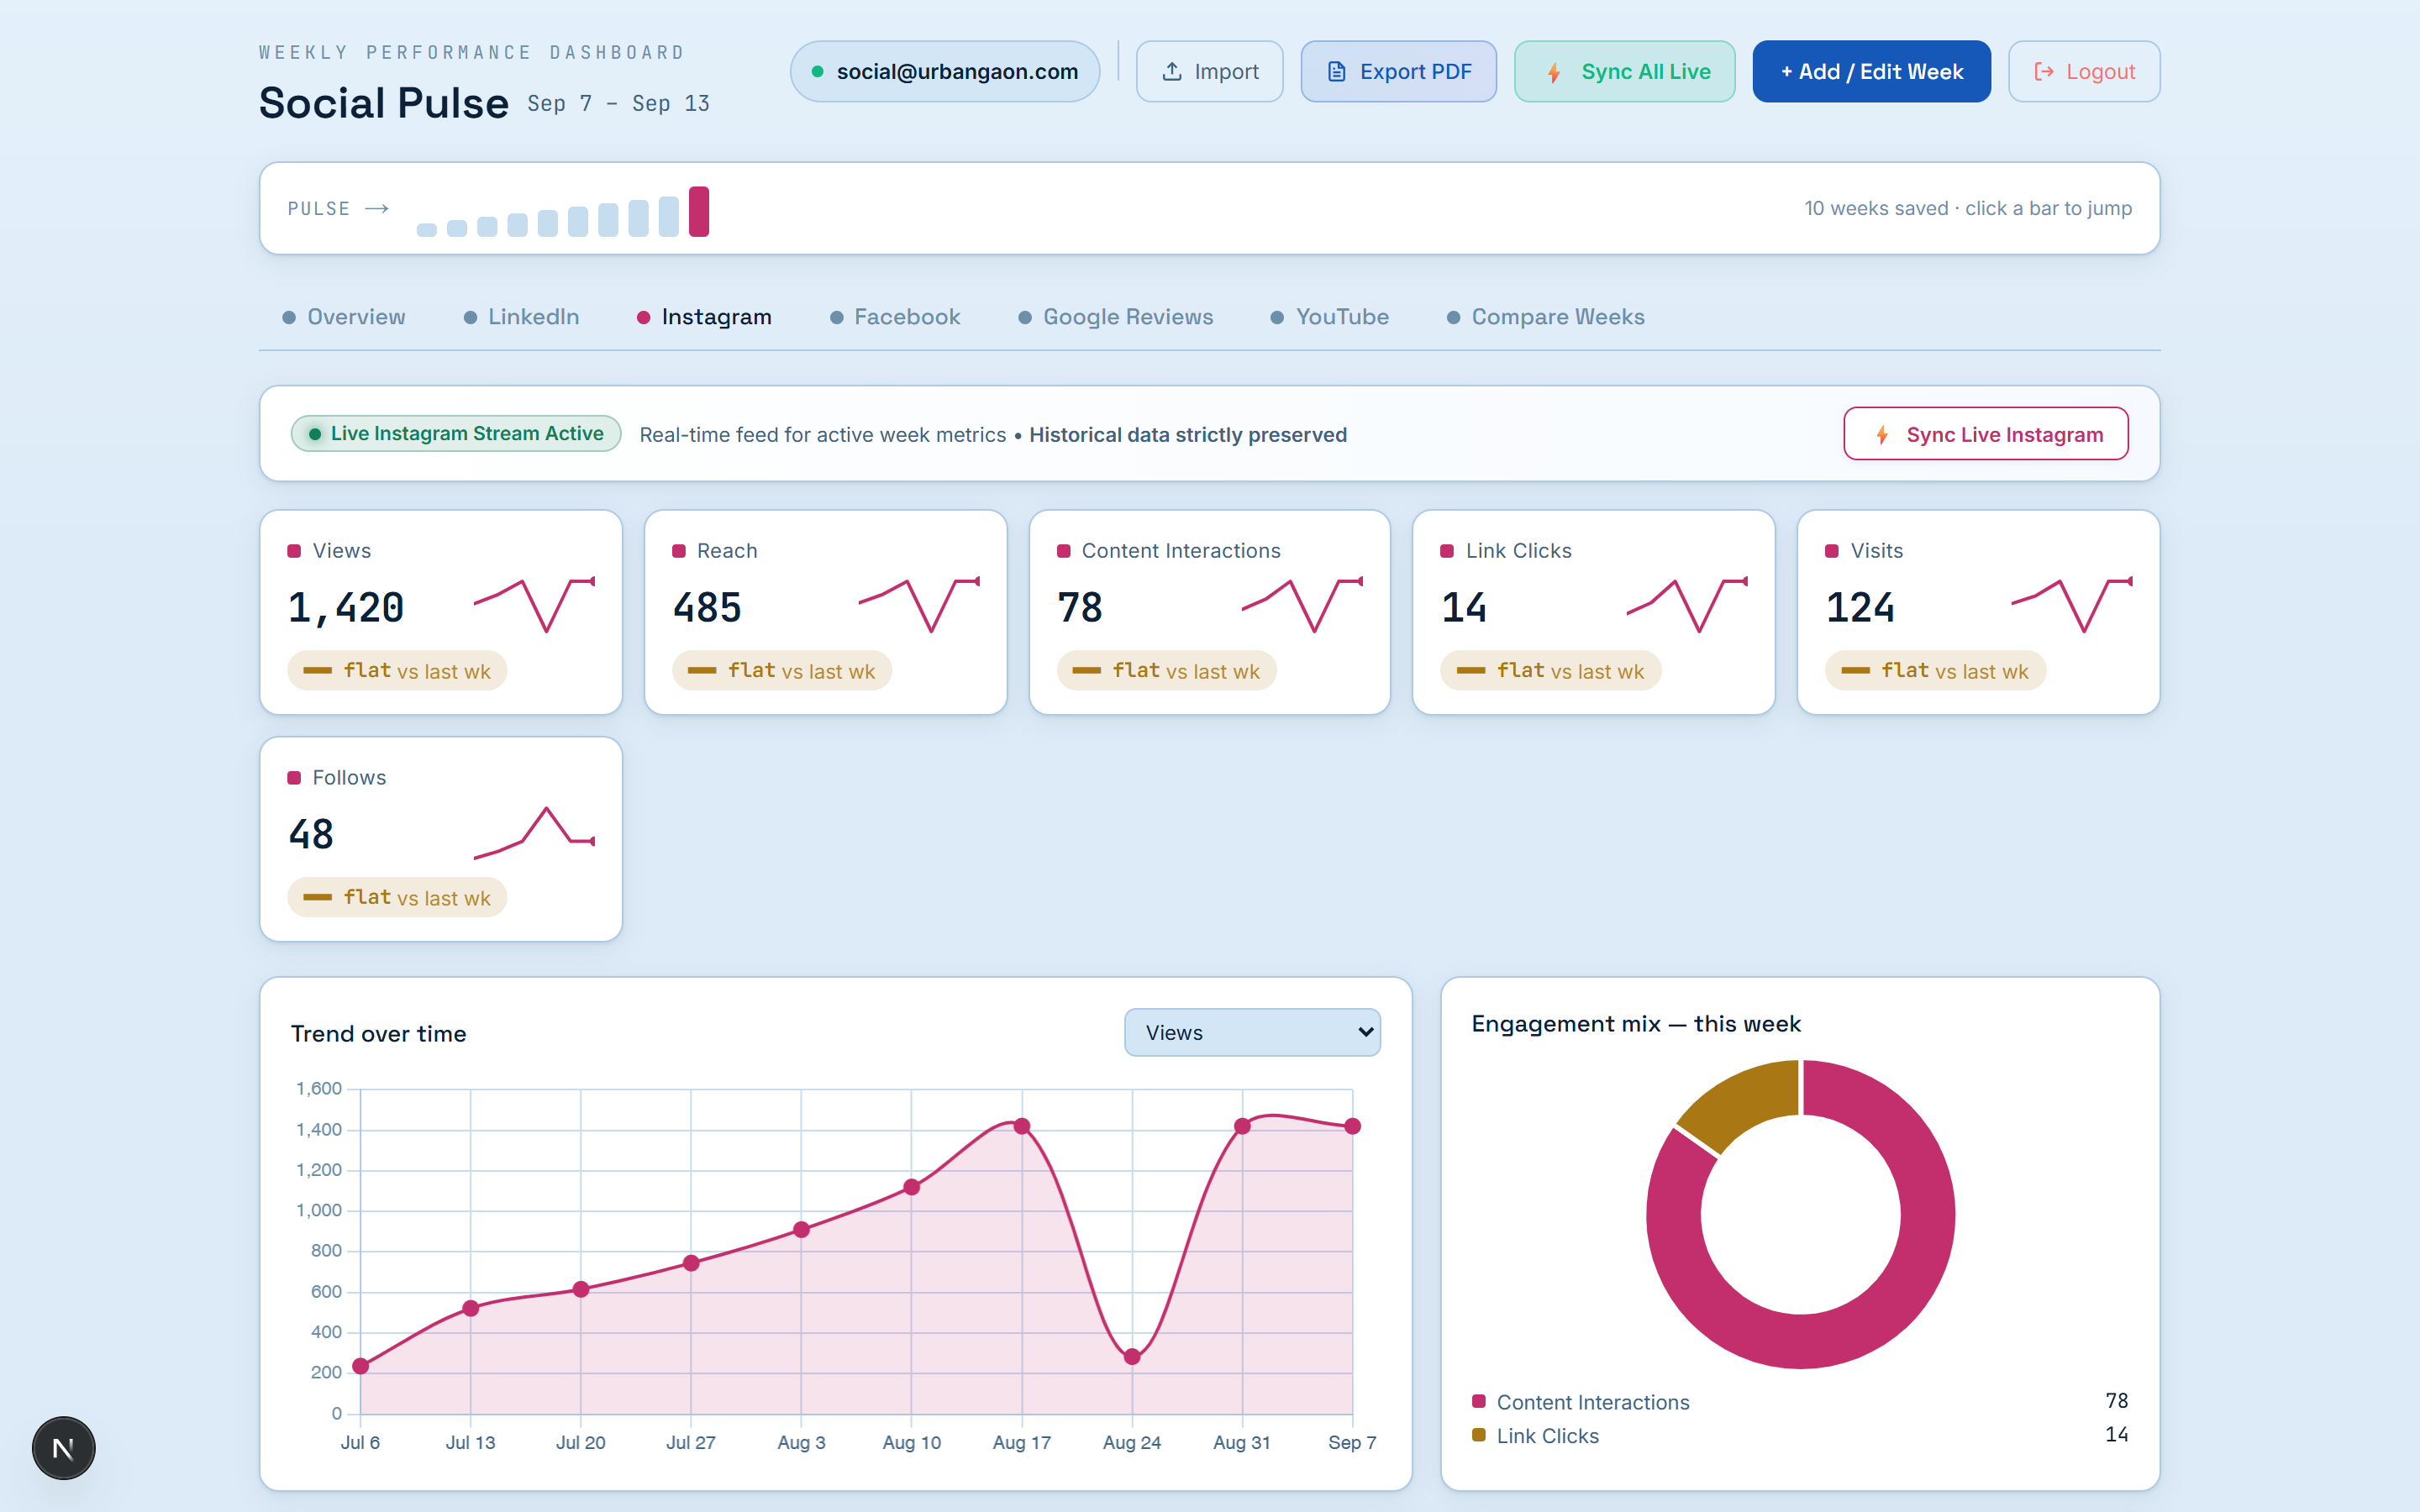 WEEKLY PERFORMANCE DASHBOARD
Social Pulse Sep 7 – Sep 13
social@urbangaon.com
Import
Export PDF
Sync All Live
+ Add / Edit Week
Logout
PULSE →
10 weeks saved · click a bar to jump
Overview
LinkedIn
Instagram
Facebook
Google Reviews
YouTube
Compare Weeks
Live Instagram Stream Active
Real-time feed for active week metrics • Historical data strictly preserved
Sync Live Instagram
Views
1,420
flat vs last wk
Reach
485
flat vs last wk
Content Interactions
78
flat vs last wk
Link Clicks
14
flat vs last wk
Visits
124
flat vs last wk
Follows
48
flat vs last wk
Trend over time
Views
1,600
1,400
1,200
1,000
800
600
400
200
0
Jul 6
Jul 13
Jul 20
Jul 27
Aug 3
Aug 10
Aug 17
Aug 24
Aug 31
Sep 7
Engagement mix — this week
Content Interactions 78
Link Clicks 14
N